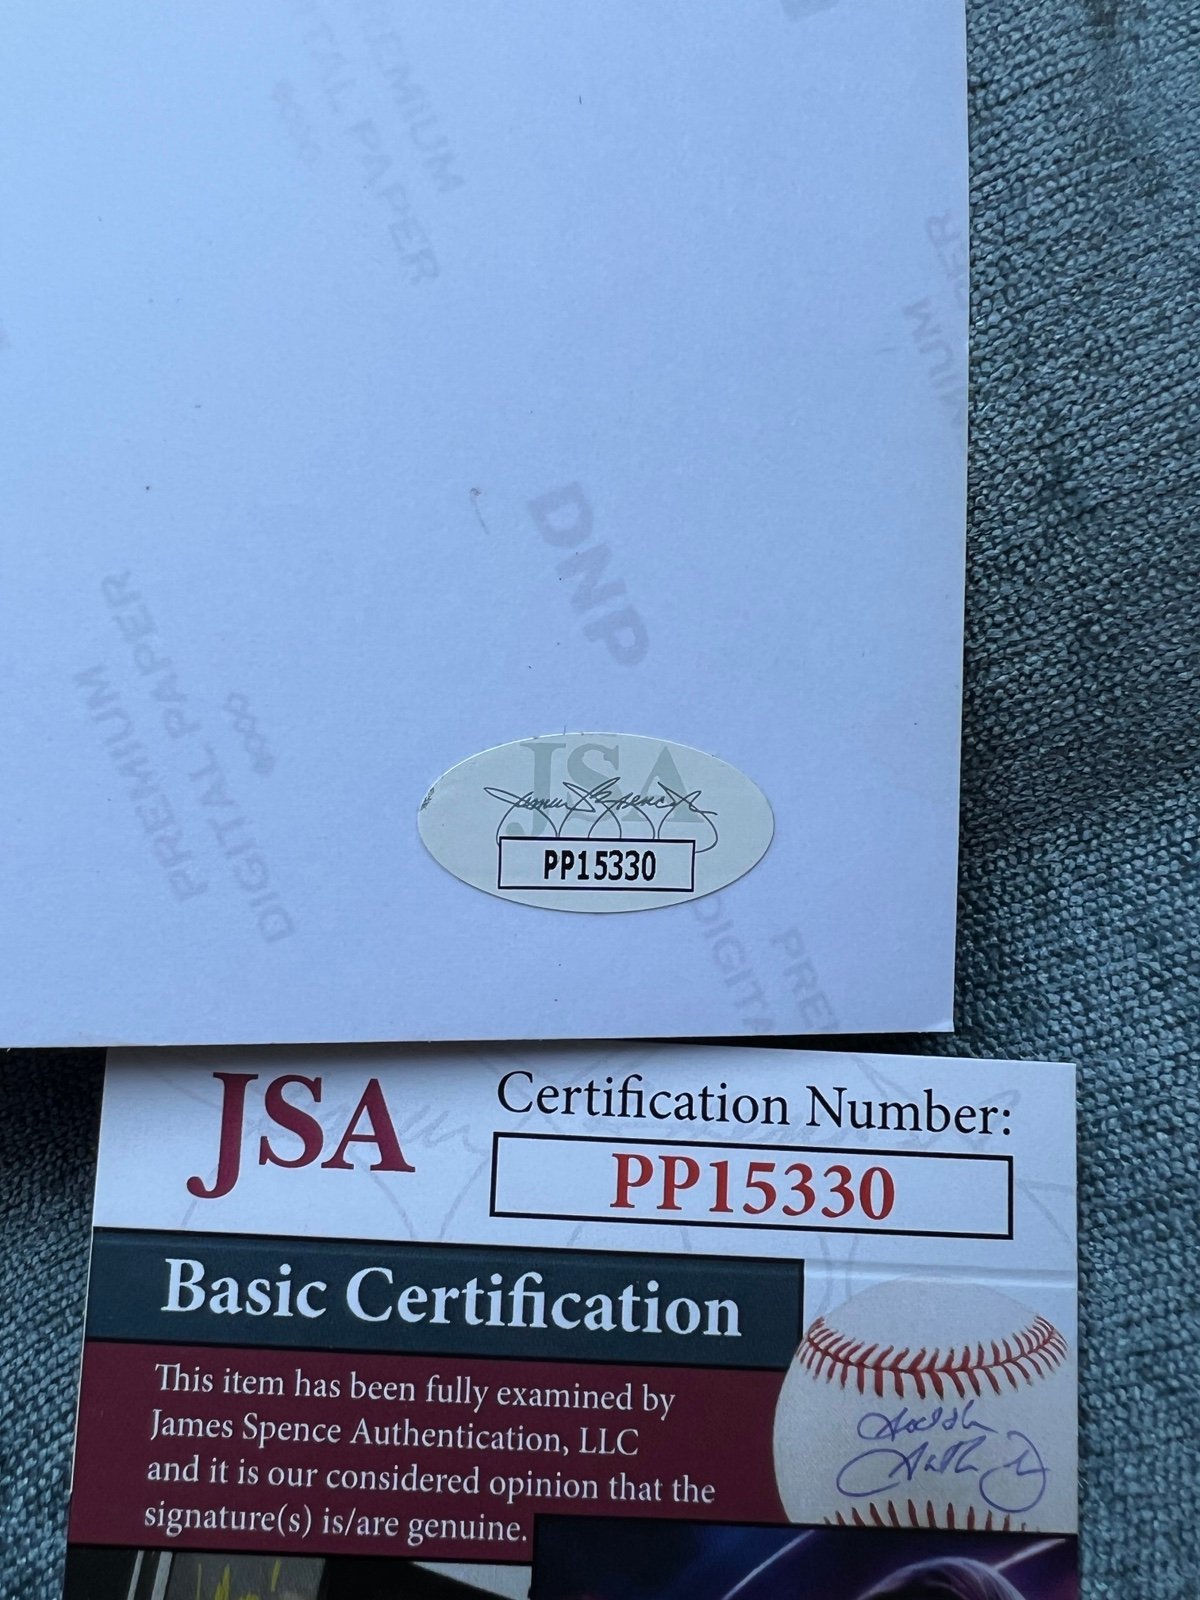 PREMIUM
DIGITAL PAPER
DNP
PREMIUM
DIGITAL PAPER
JSA
James Spence
PP15330
JSA
Certification Number:
PP15330
Basic Certification
This item has been fully examined by
James Spence Authentication, LLC
and it is our considered opinion that the
signature(s) is/are genuine.